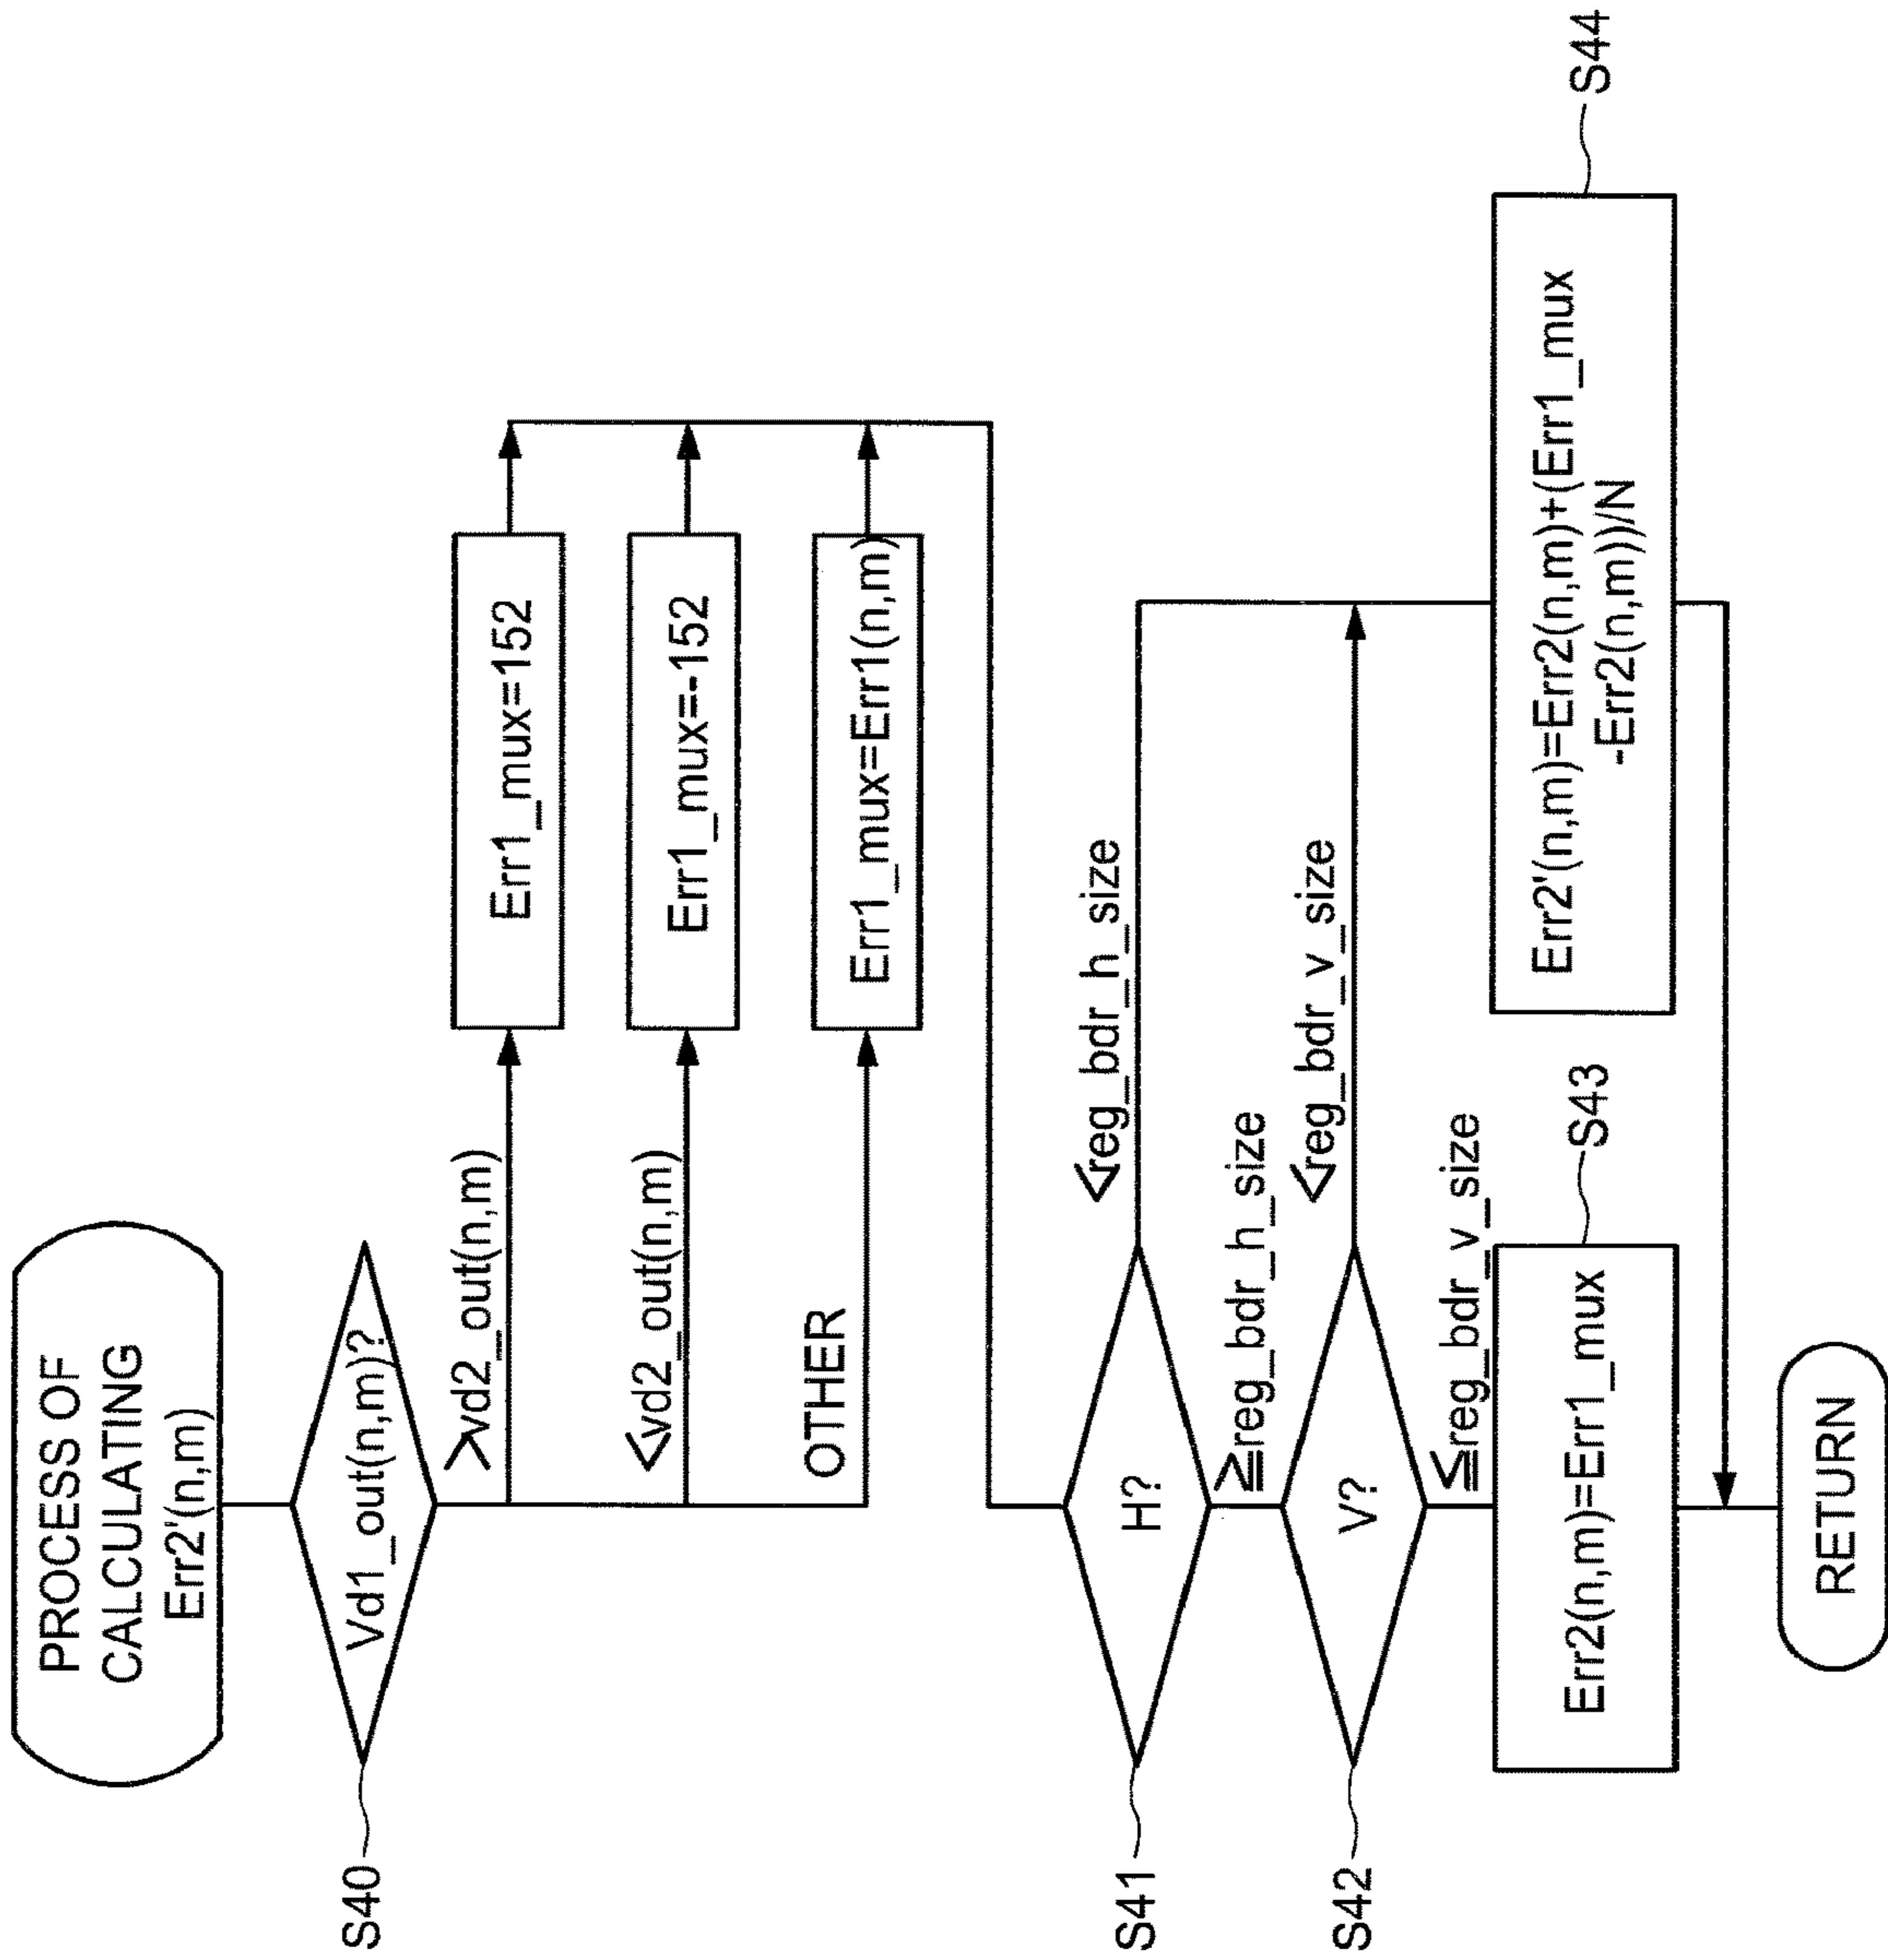 PROCESS OF
CALCULATING
Err2'(n,m)
S40
Vd1_out(n,m)?
>vd2_out(n,m)
Err1_mux=152
<vd2_out(n,m)
Err1_mux=-152
OTHER
Err1_mux=Err1(n,m)
S41
H?
<reg_bdr_h_size
≧reg_bdr_h_size
S42
V?
<reg_bdr_v_size
≦reg_bdr_v_size
S43
Err2(n,m)=Err1_mux
S44
Err2'(n,m)=Err2(n,m)+(Err1_mux
-Err2(n,m))/N
RETURN